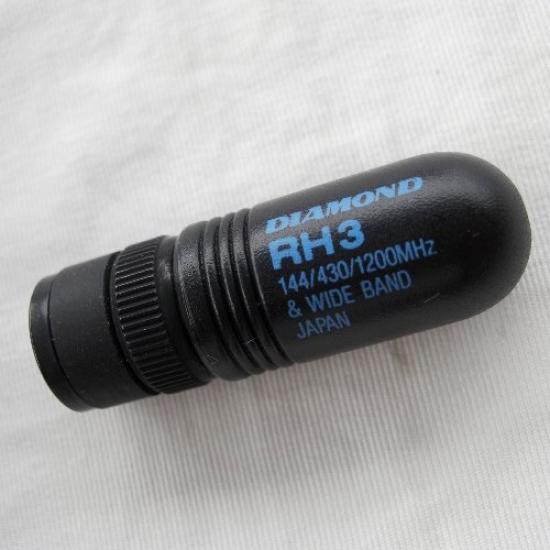 DIAMOND
RH3
144/430/1200MHz
& WIDE BAND
JAPAN